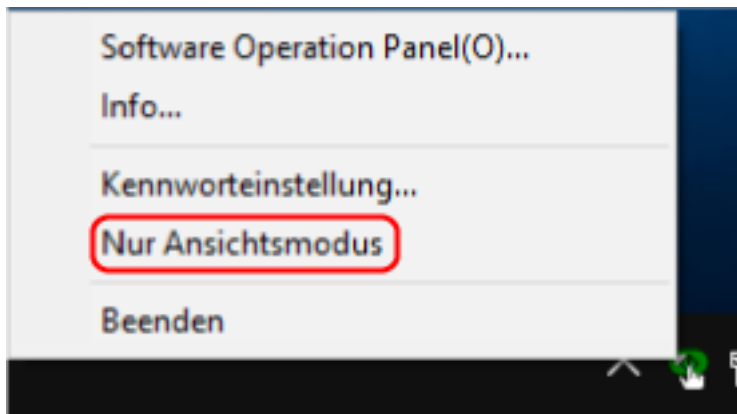 Software Operation Panel(O)...
Info...
Kennworteinstellung...
Nur Ansichtsmodus
Beenden